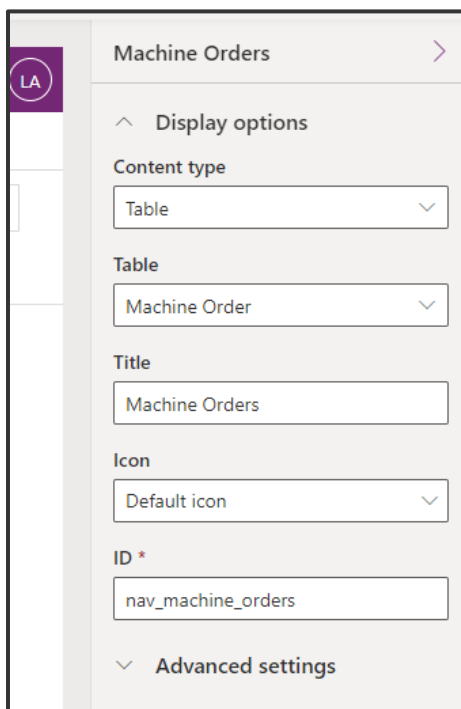 LA
Machine Orders
Display options
Content type
Table
Table
Machine Order
Title
Machine Orders
Icon
Default icon
ID *
nav_machine_orders
Advanced settings